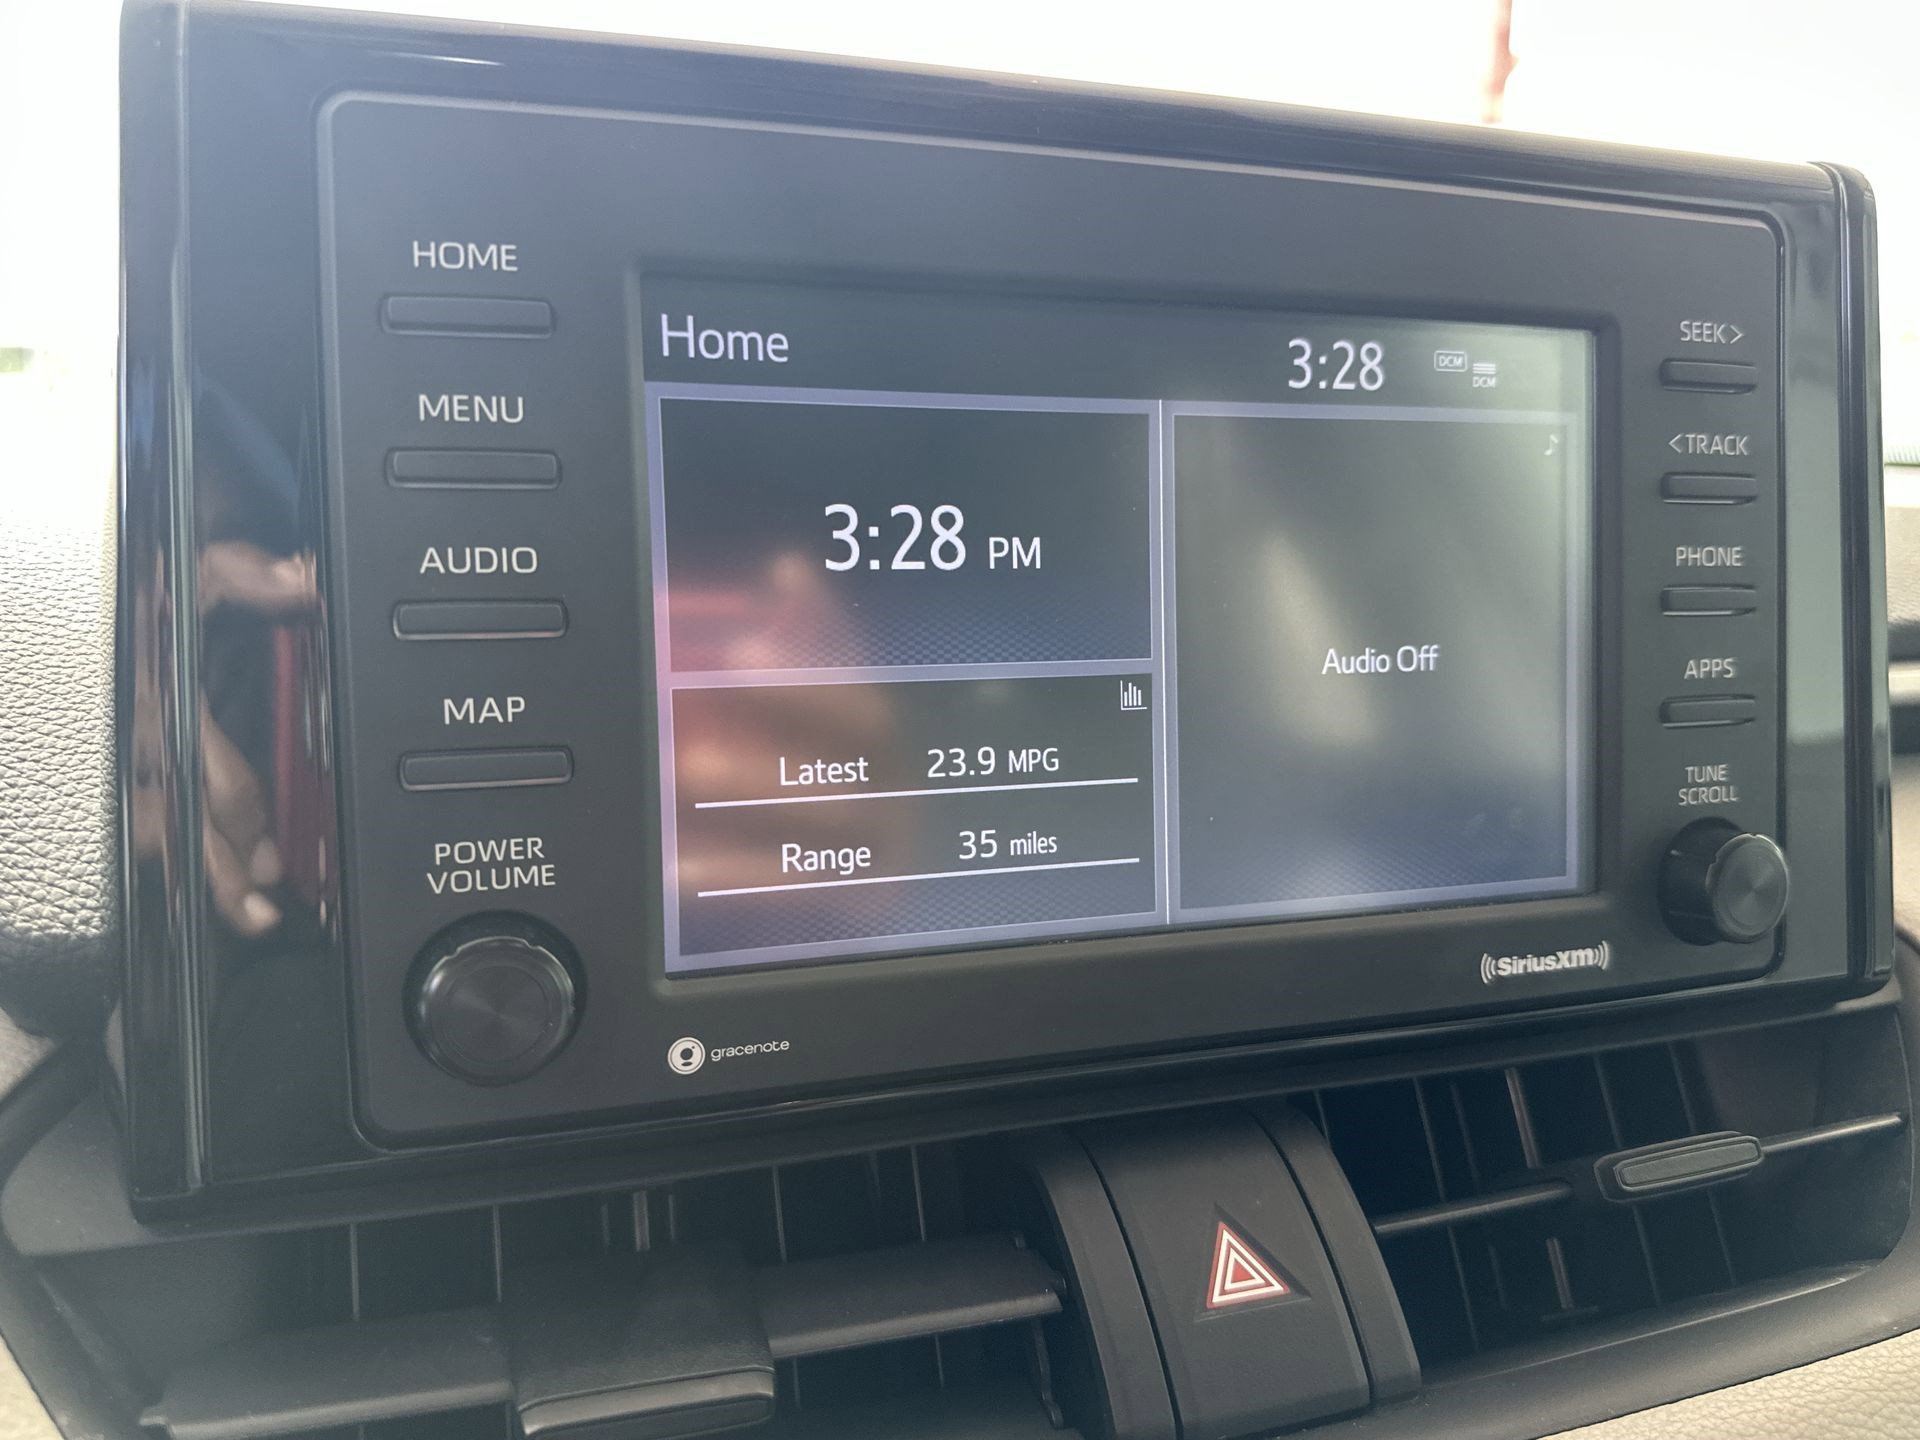 HOME
MENU
AUDIO
MAP
POWER
VOLUME
Home
3:28
DCM
DCM
3:28 PM
Latest 23.9 MPG
Range 35 miles
Audio Off
SEEK >
< TRACK
PHONE
APPS
TUNE
SCROLL
gracenote
SiriusXM